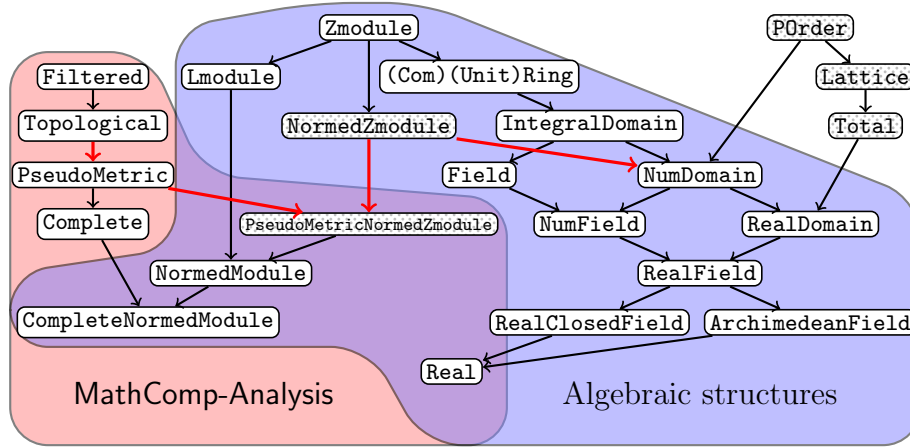 Zmodule
POrder
Filtered
Lmodule
(Com)(Unit)Ring
Lattice
Topological
NormedZmodule
IntegralDomain
Total
PseudoMetric
Field
NumDomain
Complete
PseudoMetricNormedZmodule
NumField
RealDomain
NormedModule
RealField
CompleteNormedModule
RealClosedField
ArchimedeanField
Real
MathComp-Analysis
Algebraic structures